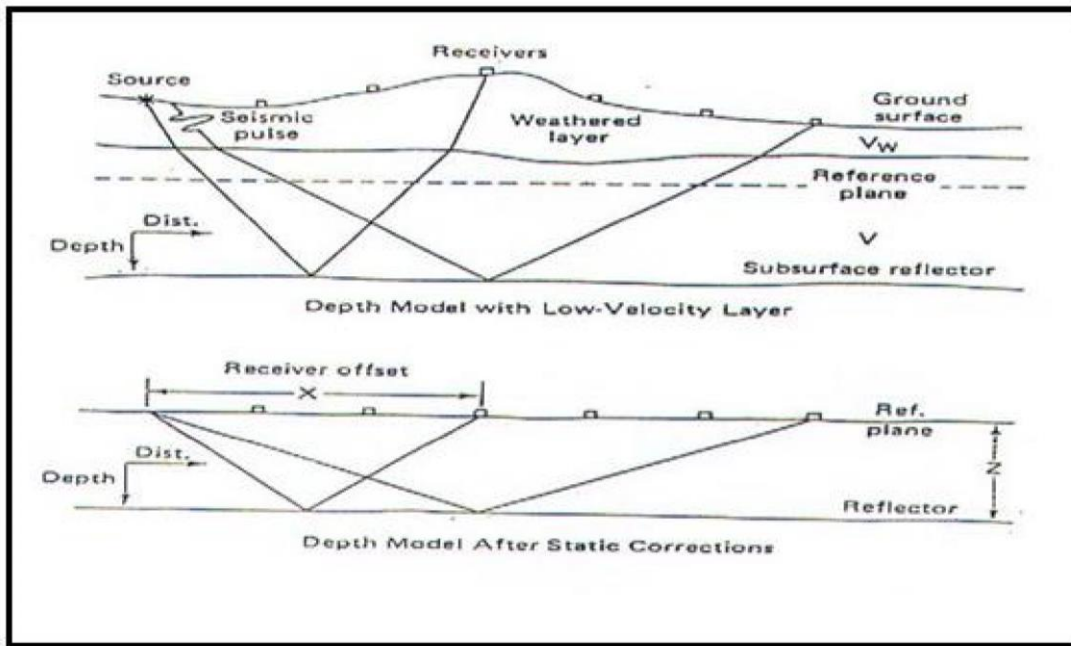 Receivers
Source
Seismic
pulse
Weathered
layer
Ground
surface
Vw
Reference
plane
Dist.
Depth
V
Subsurface reflector
Depth Model with Low-Velocity Layer
Receiver offset
X
Ref.
plane
Dist.
Depth
Z
Reflector
Depth Model After Static Corrections